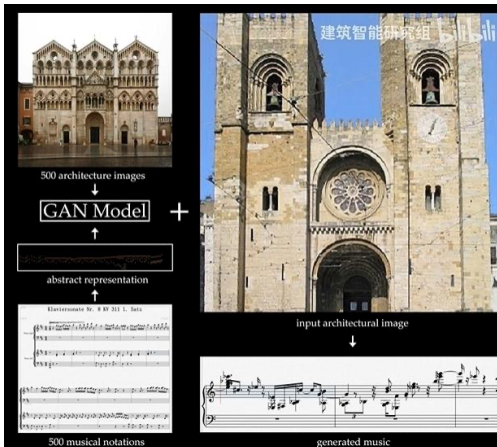 建筑智能研究组 bilibili
500 architecture images
GAN Model
+
abstract representation
Klaviersonate Nr. 8 KV 311 1. Satz
500 musical notations
input architectural image
generated music